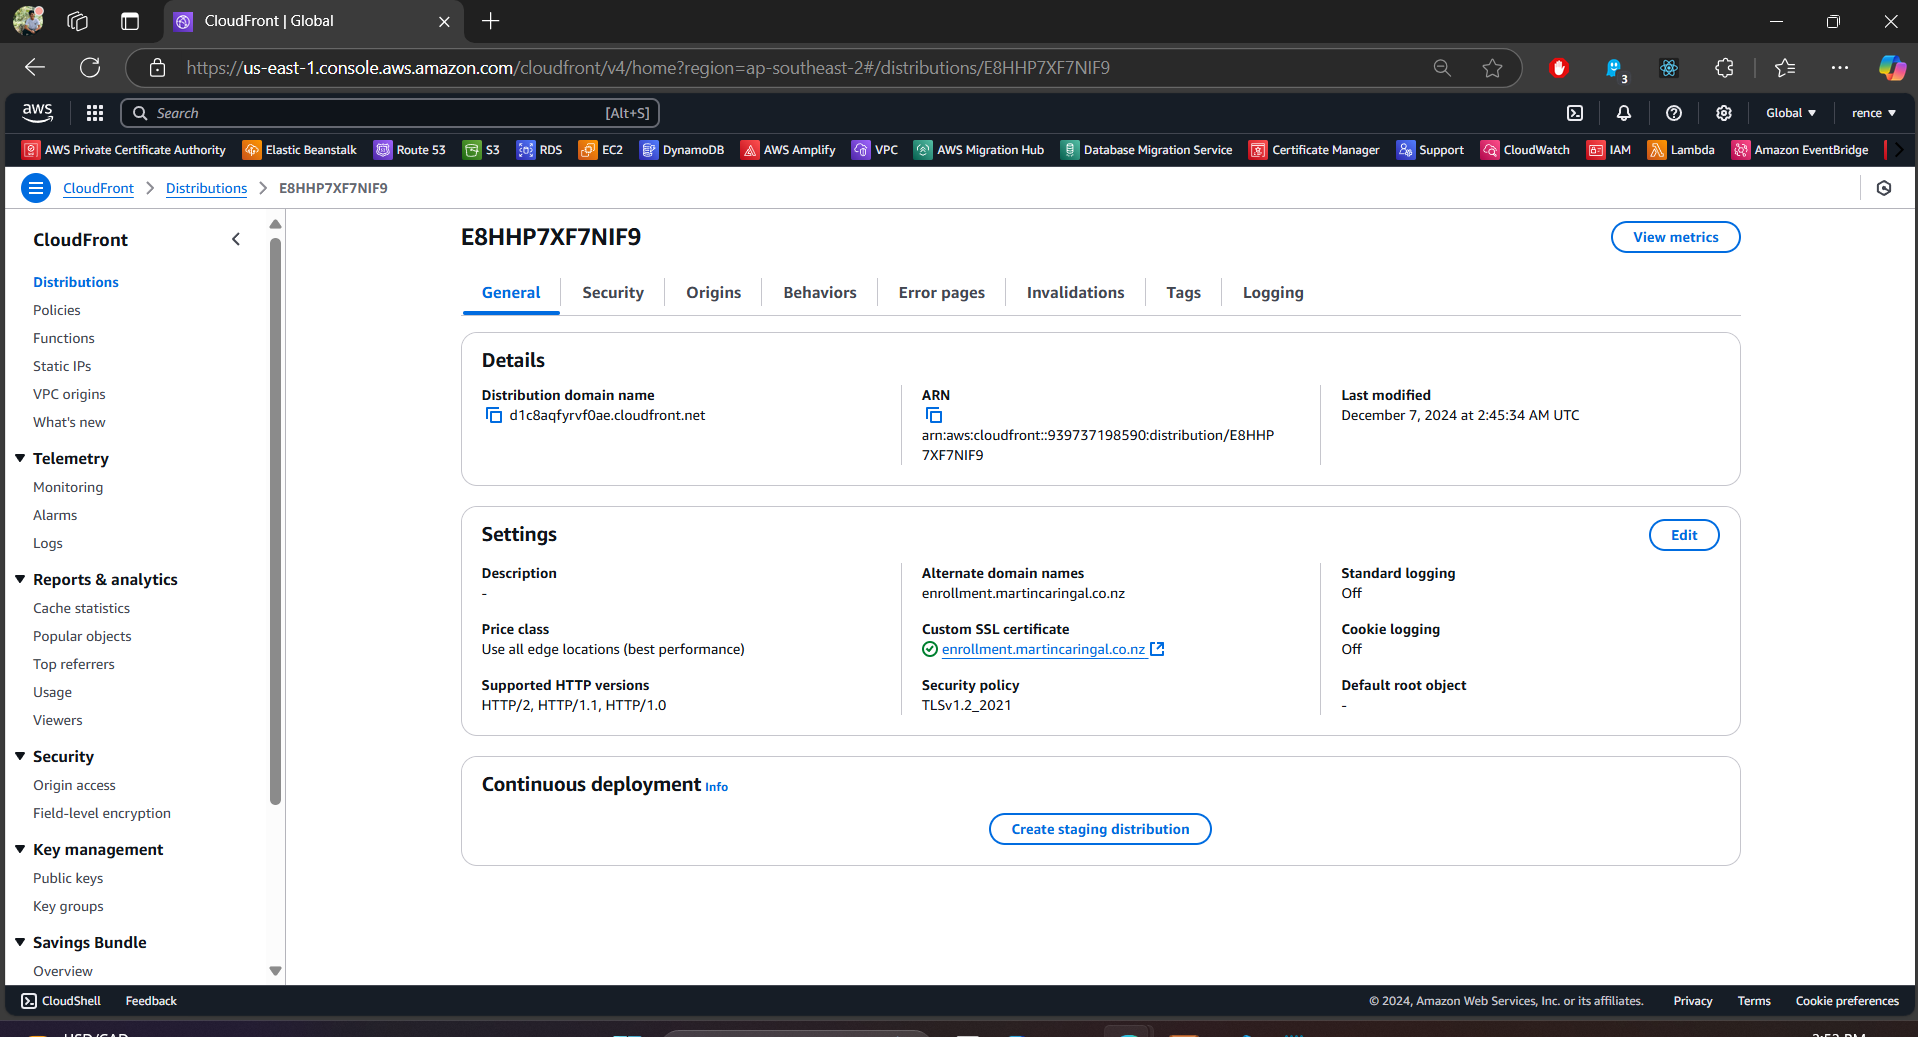 CloudFront | Global
https://us-east-1.console.aws.amazon.com/cloudfront/v4/home?region=ap-southeast-2#/distributions/E8HHP7XF7NIF9
3
aws
Search
[Alt+S]
Global
rence
AWS Private Certificate Authority
Elastic Beanstalk
Route 53
S3
RDS
EC2
DynamoDB
AWS Amplify
VPC
AWS Migration Hub
Database Migration Service
Certificate Manager
Support
CloudWatch
IAM
Lambda
Amazon EventBridge
CloudFront
Distributions
E8HHP7XF7NIF9
CloudFront
Distributions
Policies
Functions
Static IPs
VPC origins
What's new
Telemetry
Monitoring
Alarms
Logs
Reports & analytics
Cache statistics
Popular objects
Top referrers
Usage
Viewers
Security
Origin access
Field-level encryption
Key management
Public keys
Key groups
Savings Bundle
Overview
E8HHP7XF7NIF9
View metrics
General
Security
Origins
Behaviors
Error pages
Invalidations
Tags
Logging
Details
Distribution domain name
d1c8aqfyrvf0ae.cloudfront.net
ARN
arn:aws:cloudfront::939737198590:distribution/E8HHP
7XF7NIF9
Last modified
December 7, 2024 at 2:45:34 AM UTC
Settings
Edit
Description
-
Price class
Use all edge locations (best performance)
Supported HTTP versions
HTTP/2, HTTP/1.1, HTTP/1.0
Alternate domain names
enrollment.martincaringal.co.nz
Custom SSL certificate
enrollment.martincaringal.co.nz
Security policy
TLSv1.2_2021
Standard logging
Off
Cookie logging
Off
Default root object
-
Continuous deployment Info
Create staging distribution
CloudShell
Feedback
© 2024, Amazon Web Services, Inc. or its affiliates.
Privacy
Terms
Cookie preferences